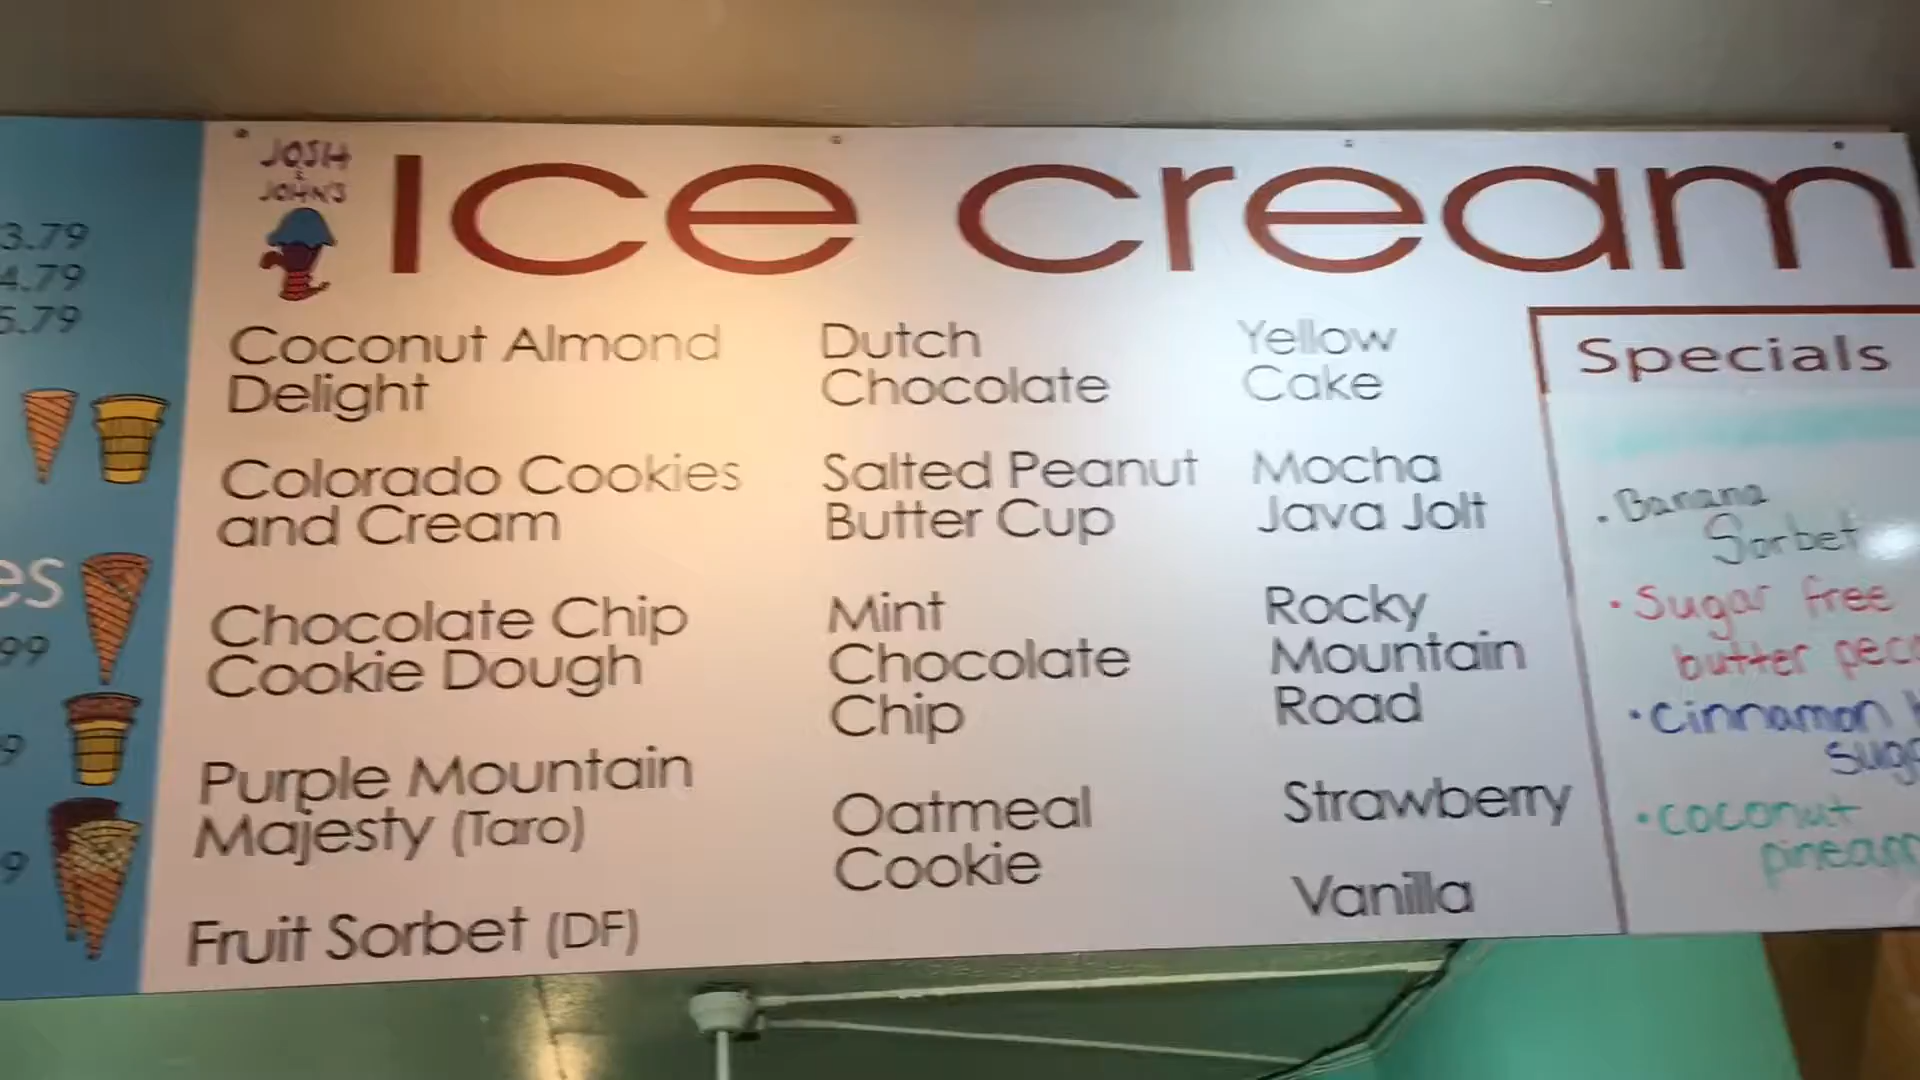 3.79
4.79
5.79
es
99
9
9
JOSH
&
JOHN'S
Ice cream
Coconut Almond
Delight
Colorado Cookies
and Cream
Chocolate Chip
Cookie Dough
Purple Mountain
Majesty (Taro)
Fruit Sorbet (DF)
Dutch
Chocolate
Salted Peanut
Butter Cup
Mint
Chocolate
Chip
Oatmeal
Cookie
Yellow
Cake
Mocha
Java Jolt
Rocky
Mountain
Road
Strawberry
Vanilla
Specials
• Banana
Sorbet
• Sugar free
butter
• cinnamon
• coconut